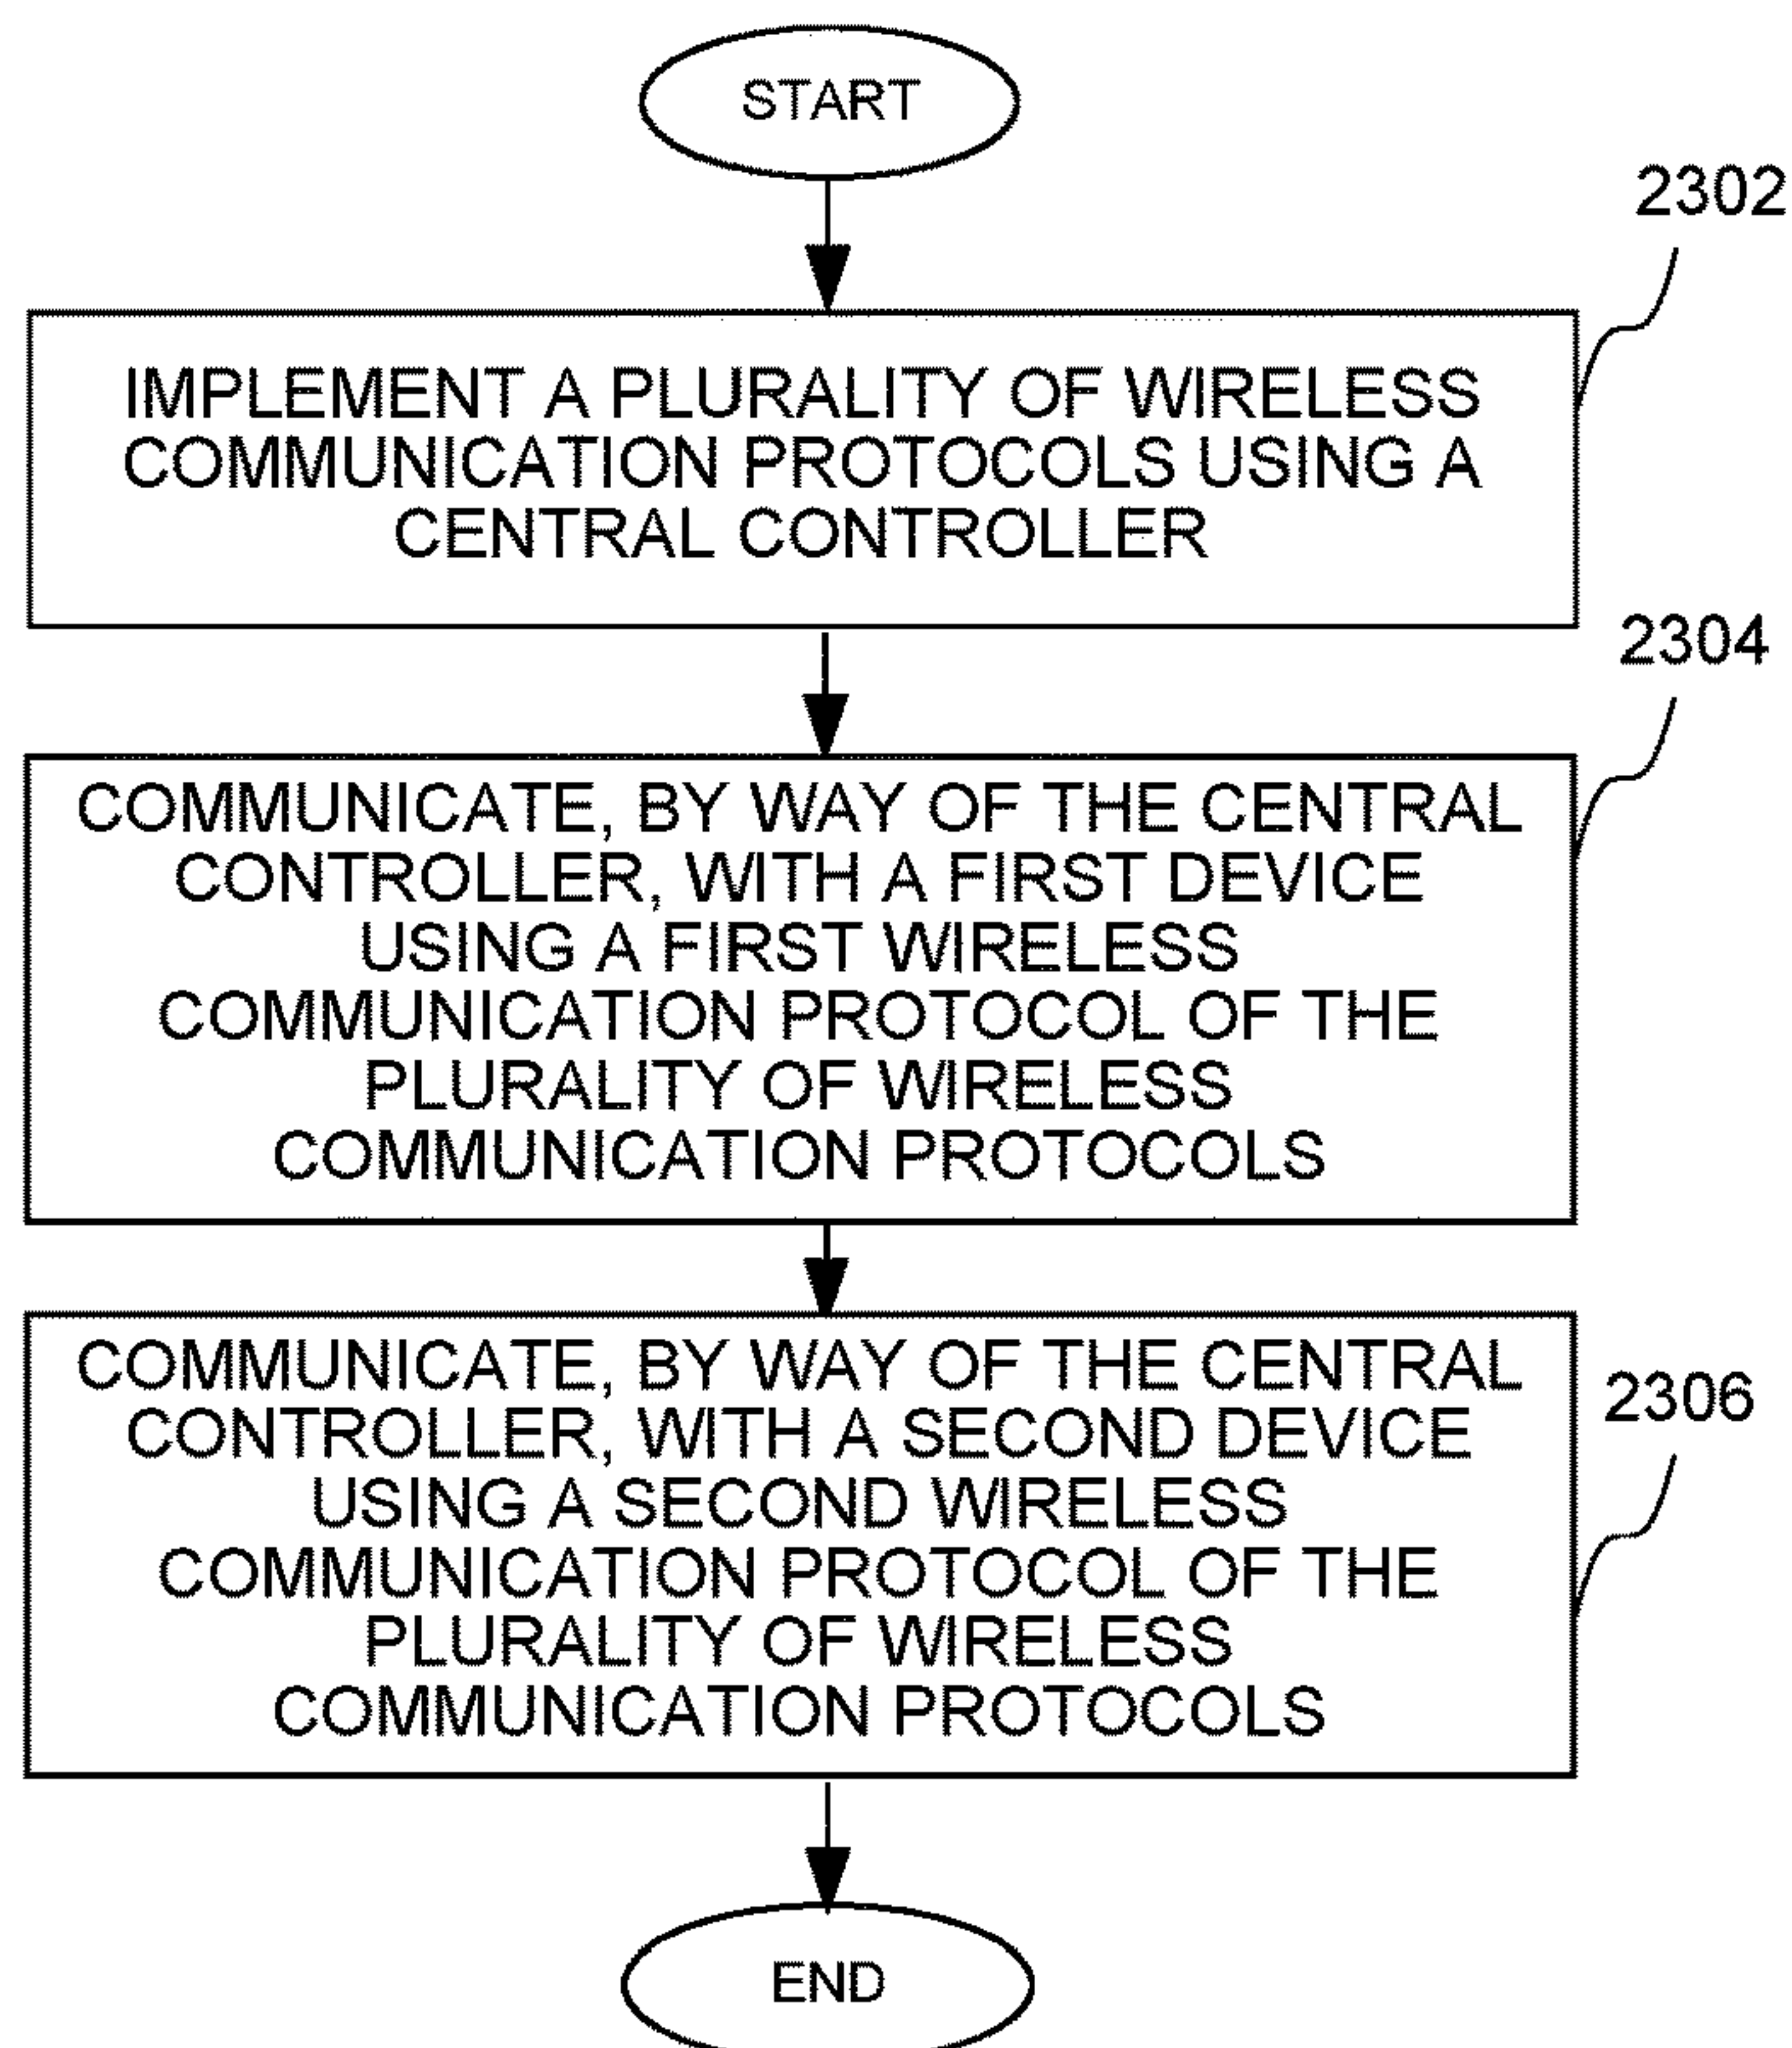 START
2302
IMPLEMENT A PLURALITY OF WIRELESS
COMMUNICATION PROTOCOLS USING A
CENTRAL CONTROLLER
2304
COMMUNICATE, BY WAY OF THE CENTRAL
CONTROLLER, WITH A FIRST DEVICE
USING A FIRST WIRELESS
COMMUNICATION PROTOCOL OF THE
PLURALITY OF WIRELESS
COMMUNICATION PROTOCOLS
2306
COMMUNICATE, BY WAY OF THE CENTRAL
CONTROLLER, WITH A SECOND DEVICE
USING A SECOND WIRELESS
COMMUNICATION PROTOCOL OF THE
PLURALITY OF WIRELESS
COMMUNICATION PROTOCOLS
END